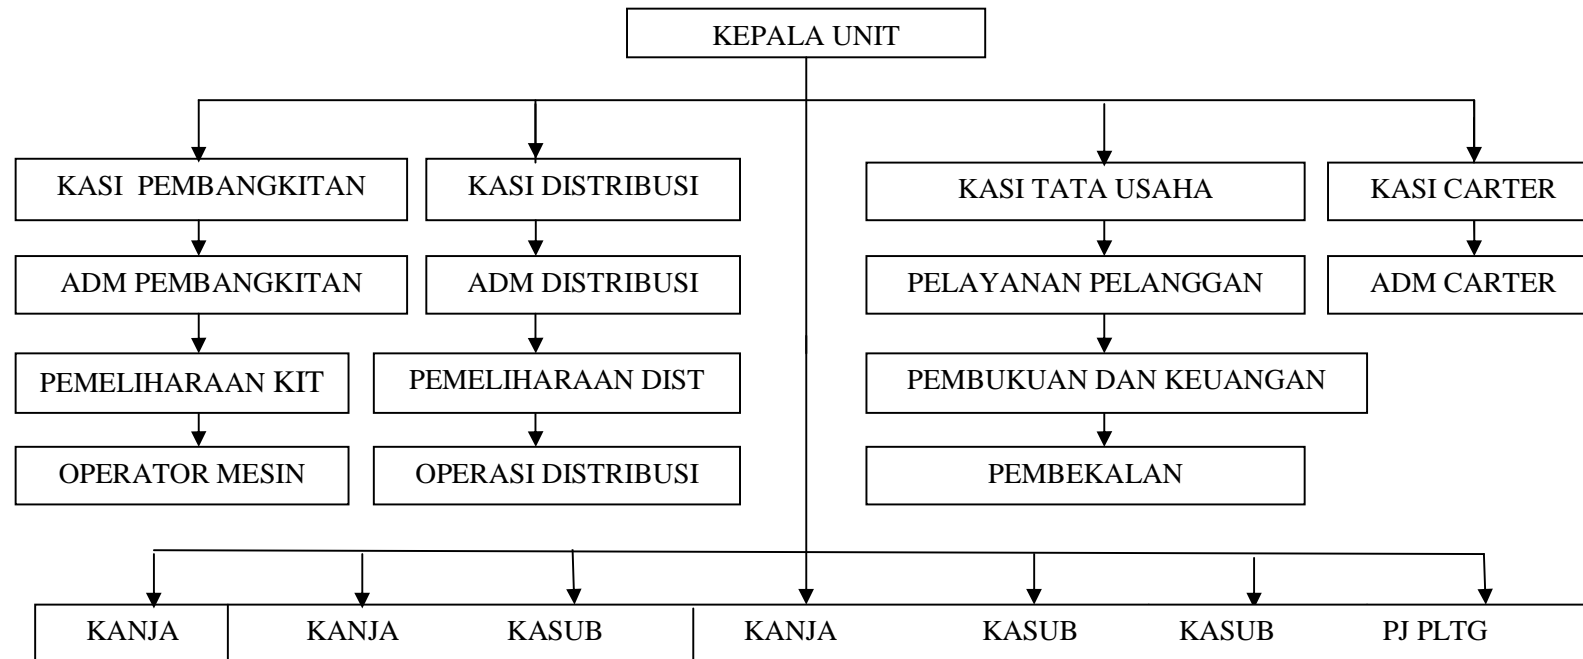 KEPALA UNIT
KASI PEMBANGKITAN
KASI DISTRIBUSI
KASI TATA USAHA
KASI CARTER
ADM PEMBANGKITAN
ADM DISTRIBUSI
PELAYANAN PELANGGAN
ADM CARTER
PEMELIHARAAN KIT
PEMELIHARAAN DIST
PEMBUKUAN DAN KEUANGAN
OPERATOR MESIN
OPERASI DISTRIBUSI
PEMBEKALAN
KANJA
KANJA
KASUB
KANJA
KASUB
KASUB
PJ PLTG